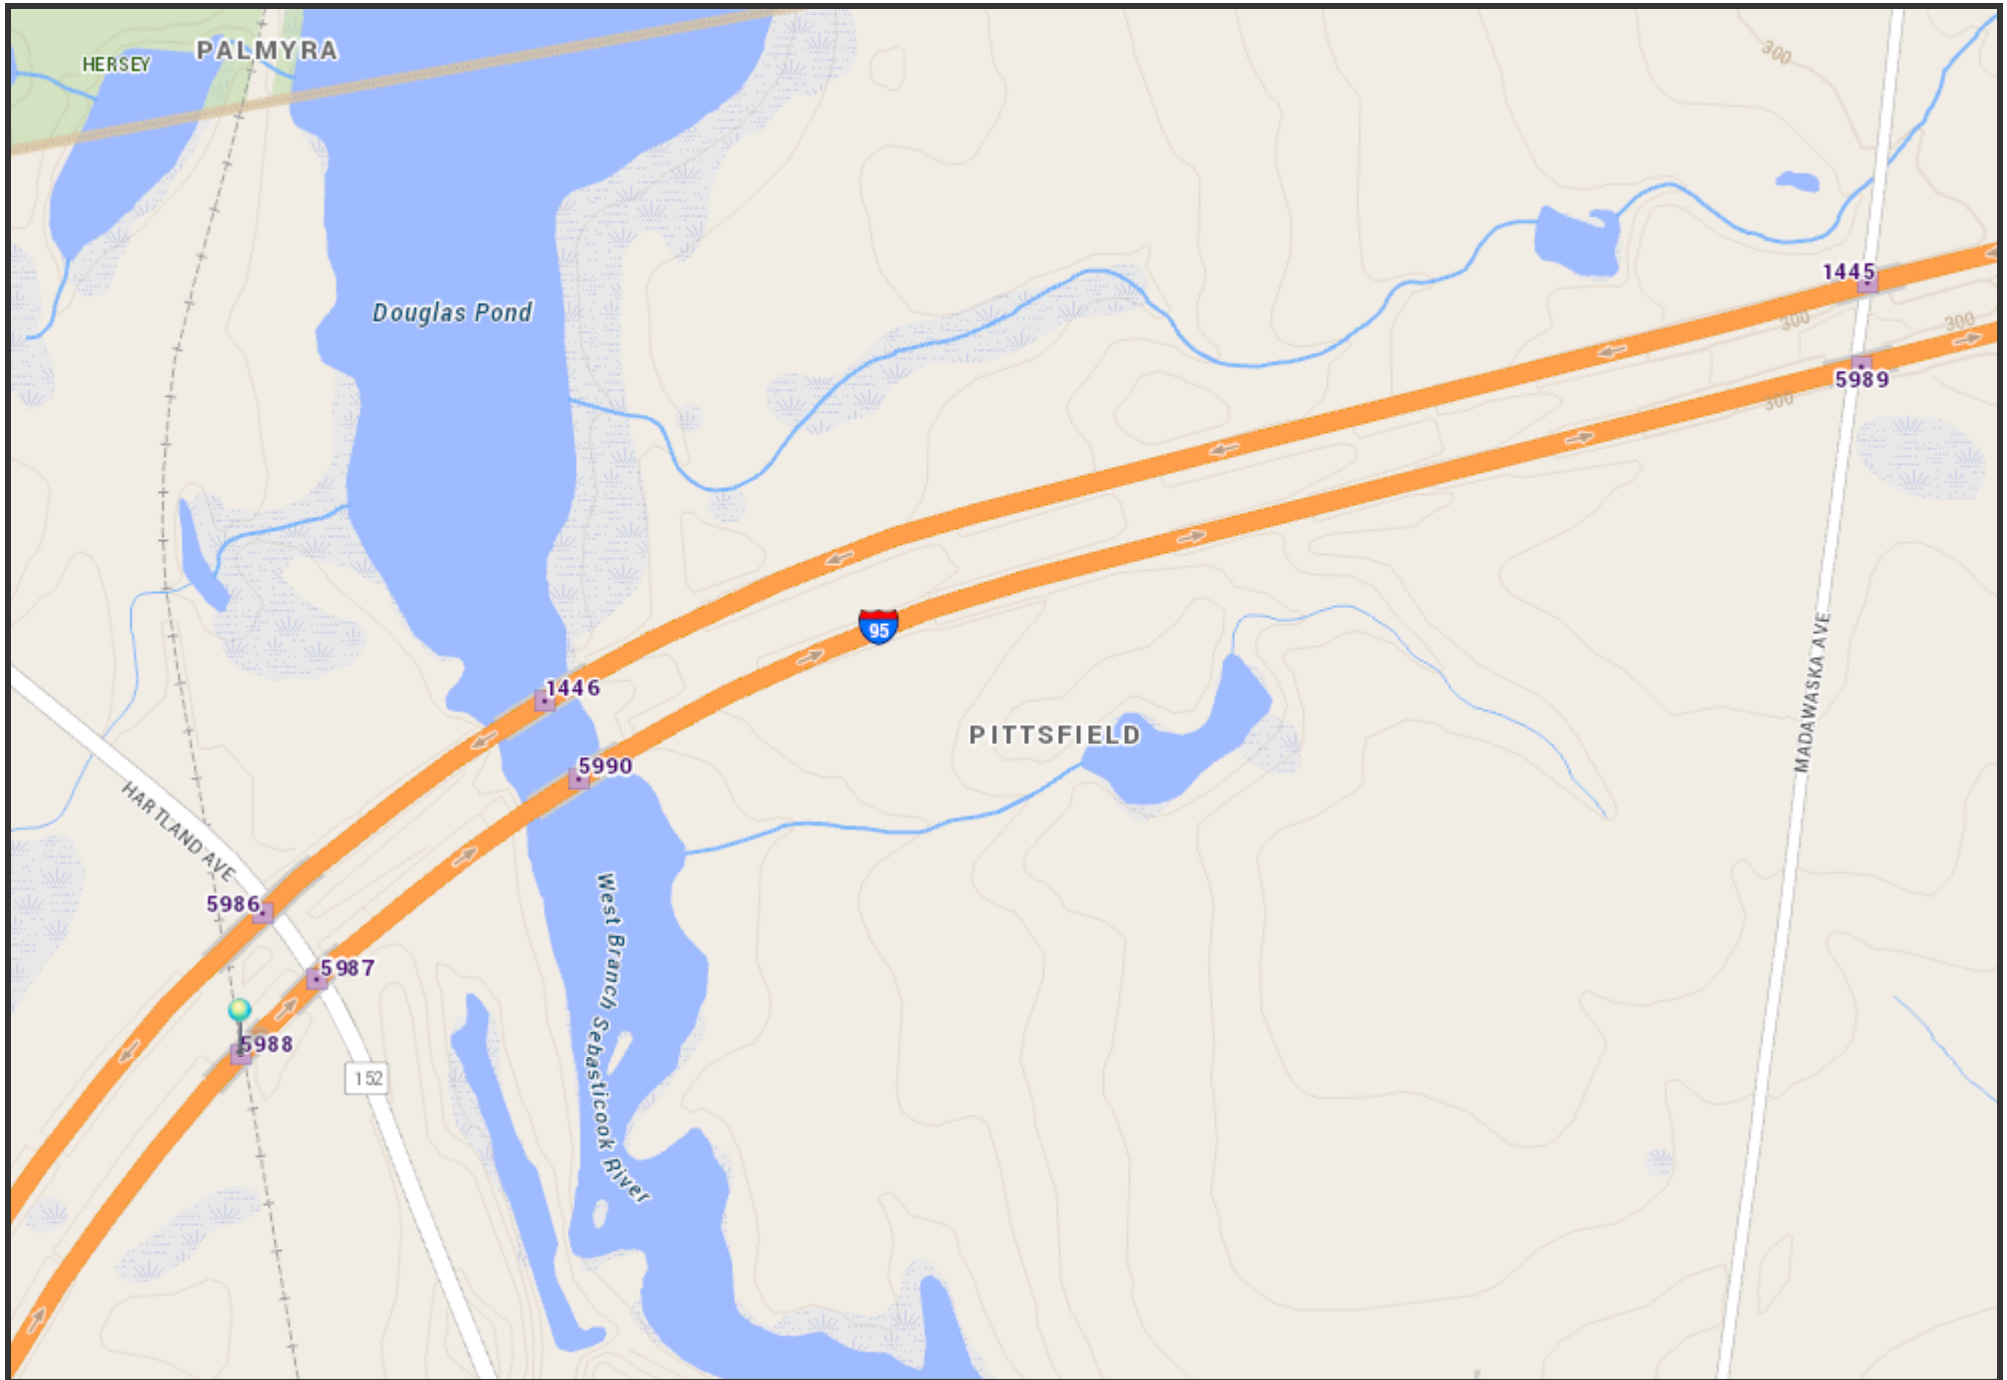 PALMYRA
HERSEY
300
Douglas Pond
1445
300
300
5989
300
95
1446
PITTSFIELD
5990
MADAWASKA AVE
HARTLAND AVE
5986
West Branch Sebasticook River
5987
5988
152